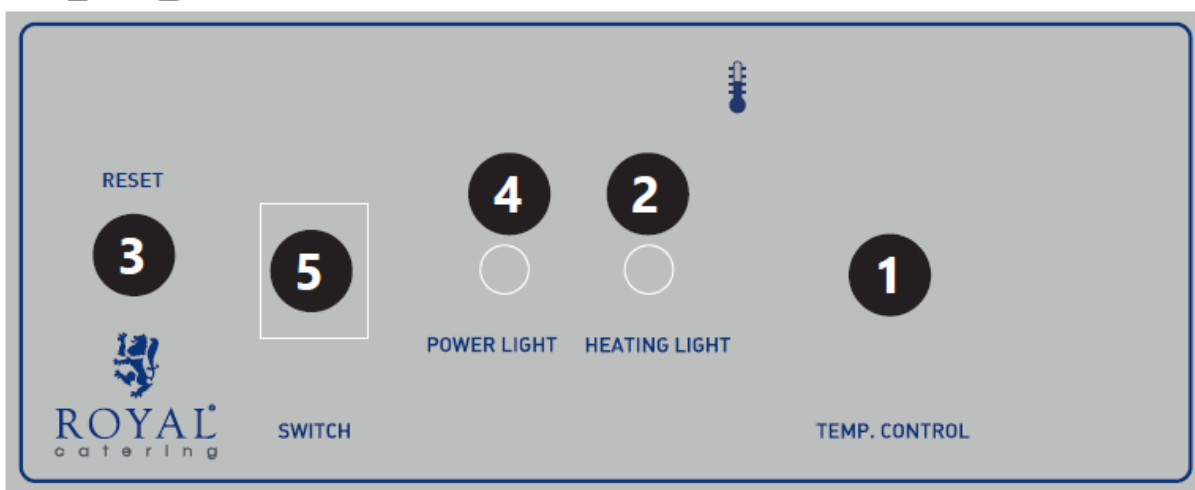 RESET
3
5
4
2
1
POWER LIGHT
HEATING LIGHT
ROYAL®
catering
SWITCH
TEMP. CONTROL